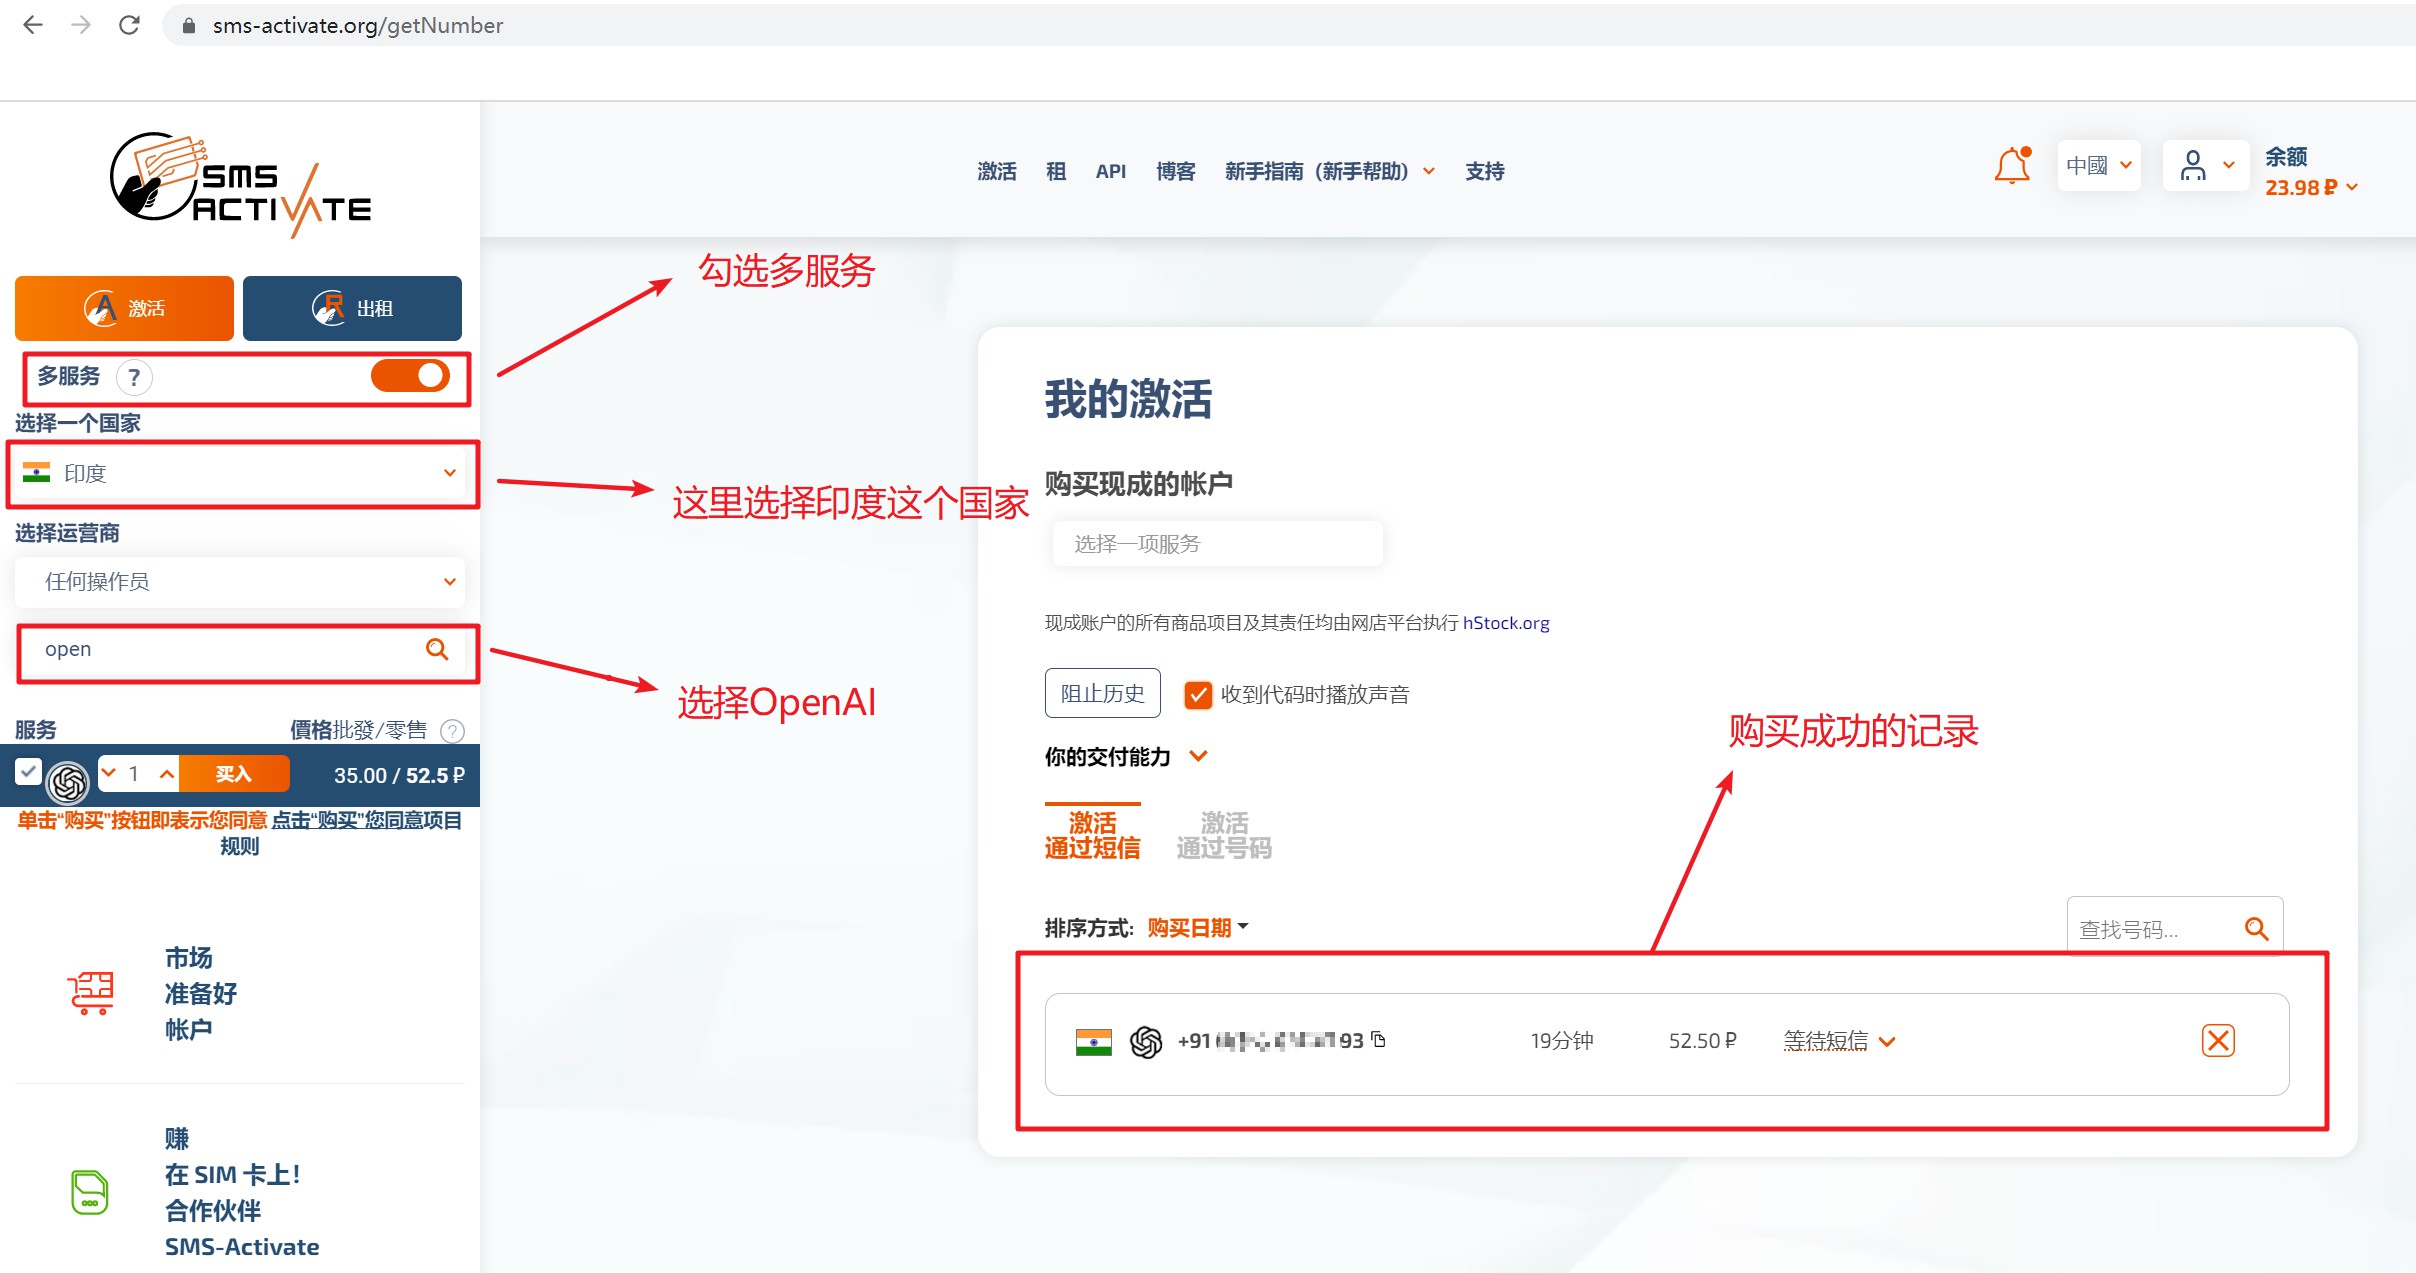 sms-activate.org/getNumber
SMS
ACTIVATE
激活
租
API
博客
新手指南（新手帮助）
支持
中國
余额
23.98 ₽
A 激活
R 出租
多服务 ?
选择一个国家
印度
选择运营商
任何操作员
open
服务
價格批發/零售 ?
1
买入
35.00 / 52.5 ₽
单击“购买”按钮即表示您同意 点击“购买”您同意项目
规则
市场
准备好
帐户
赚
在 SIM 卡上！
合作伙伴
SMS-Activate
勾选多服务
这里选择印度这个国家
选择OpenAI
我的激活
购买现成的帐户
选择一项服务
现成账户的所有商品项目及其责任均由网店平台执行 hStock.org
阻止历史
收到代码时播放声音
你的交付能力
激活
通过短信
激活
通过号码
购买成功的记录
排序方式: 购买日期
查找号码...
+91
93
19分钟
52.50 ₽
等待短信